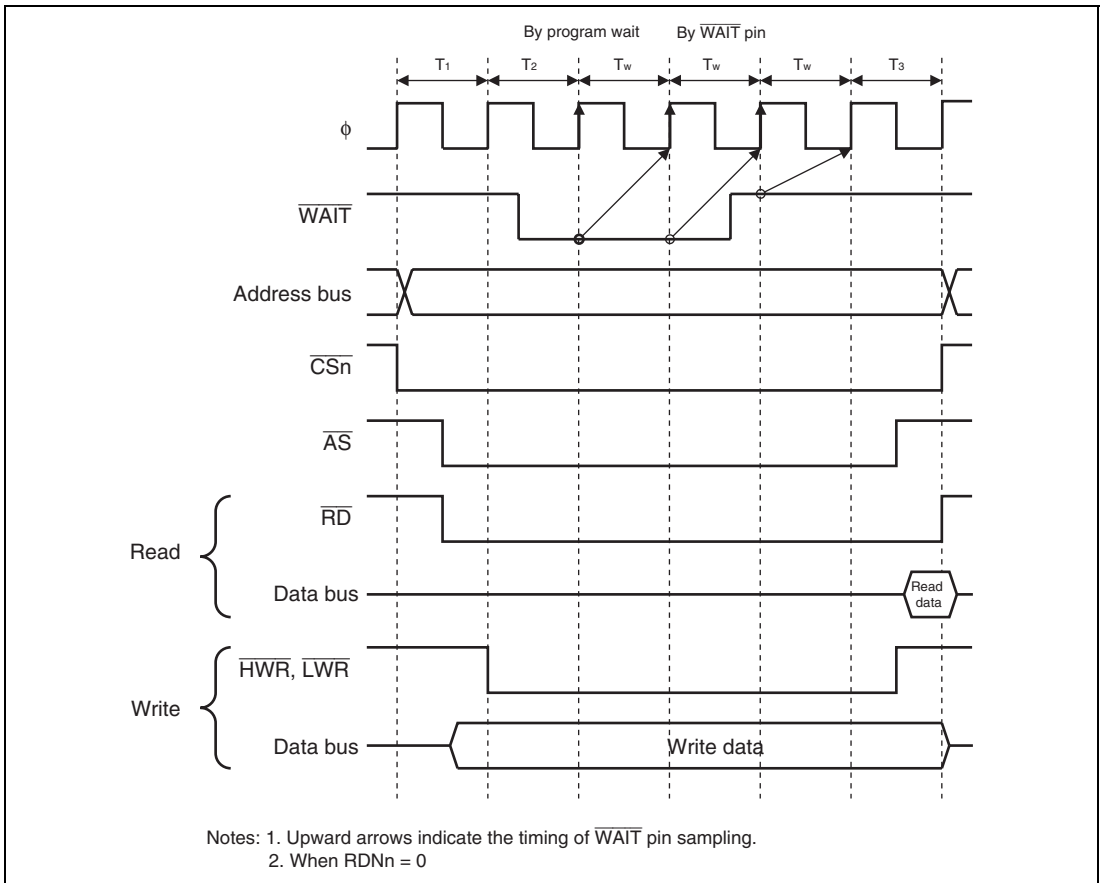 By program wait By WAIT pin
T1 T2 Tw Tw Tw T3
ϕ
WAIT
Address bus
CSn
AS
RD
Read
Data bus
Read
data
HWR, LWR
Write
Data bus
Write data
Notes: 1. Upward arrows indicate the timing of WAIT pin sampling.
2. When RDNn = 0